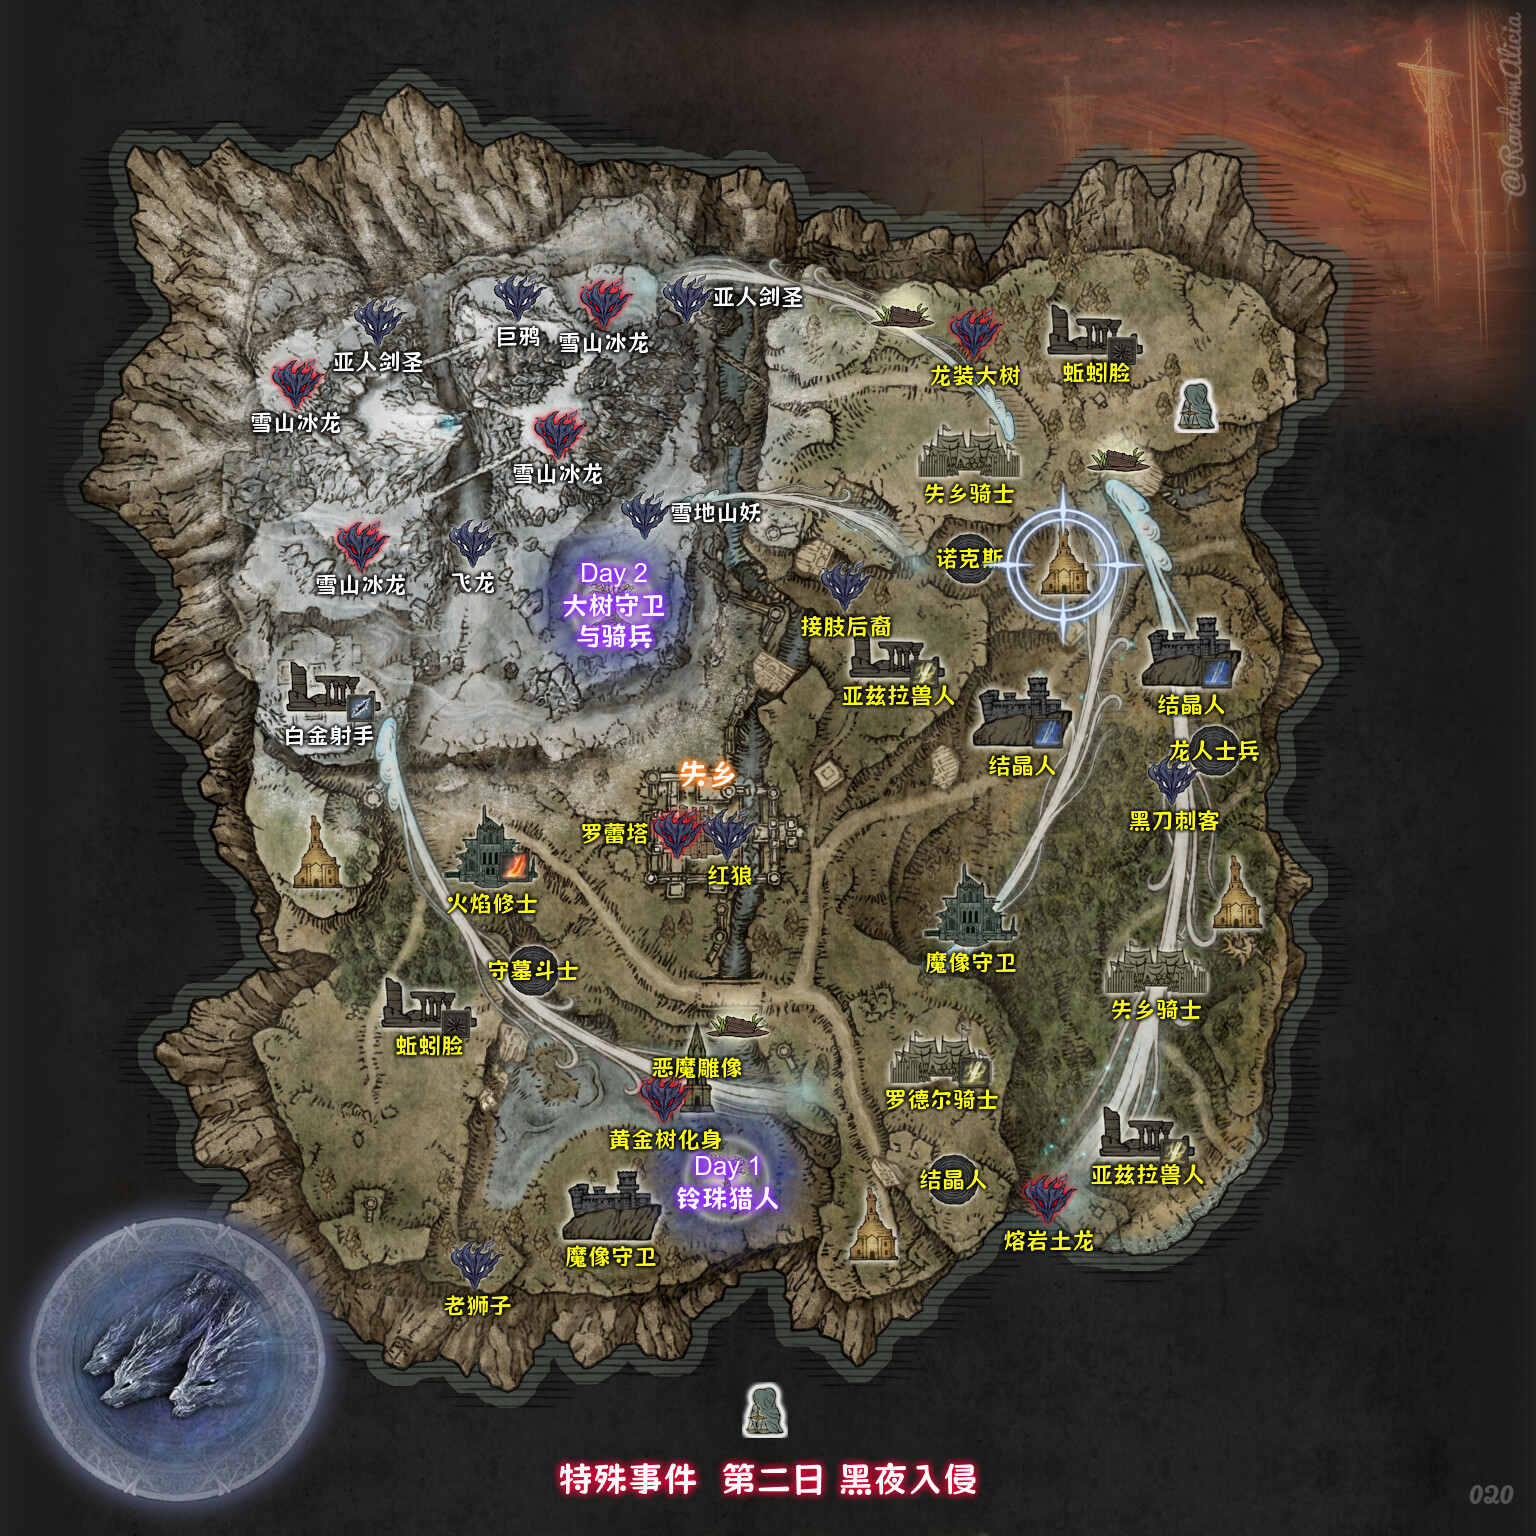 @RandomAlicia
亚人剑圣
巨鸦
雪山冰龙
亚人剑圣
雪山冰龙
龙装大树
蚯蚓脸
雪山冰龙
失乡骑士
雪地山妖
雪山冰龙
飞龙
诺克斯
Day 2
大树守卫
与骑兵
接肢后裔
亚兹拉兽人
结晶人
白金射手
结晶人
龙人士兵
失乡
黑刀刺客
罗蕾塔
红狼
火焰修士
守墓斗士
魔像守卫
失乡骑士
蚯蚓脸
恶魔雕像
罗德尔骑士
黄金树化身
Day 1
铃珠猎人
结晶人
亚兹拉兽人
魔像守卫
熔岩土龙
老狮子
特殊事件 第二日 黑夜入侵
020